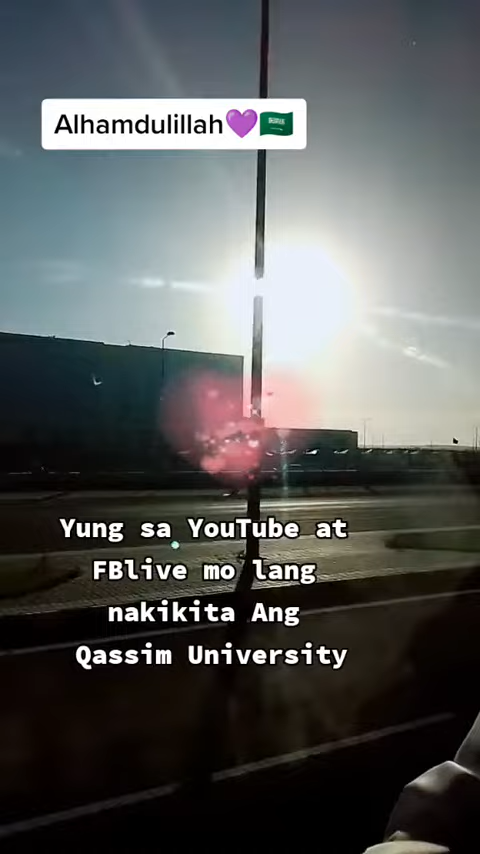 Alhamdulillah💜🇸🇦
Yung sa YouTube at
FBlive mo lang
nakikita Ang
Qassim University